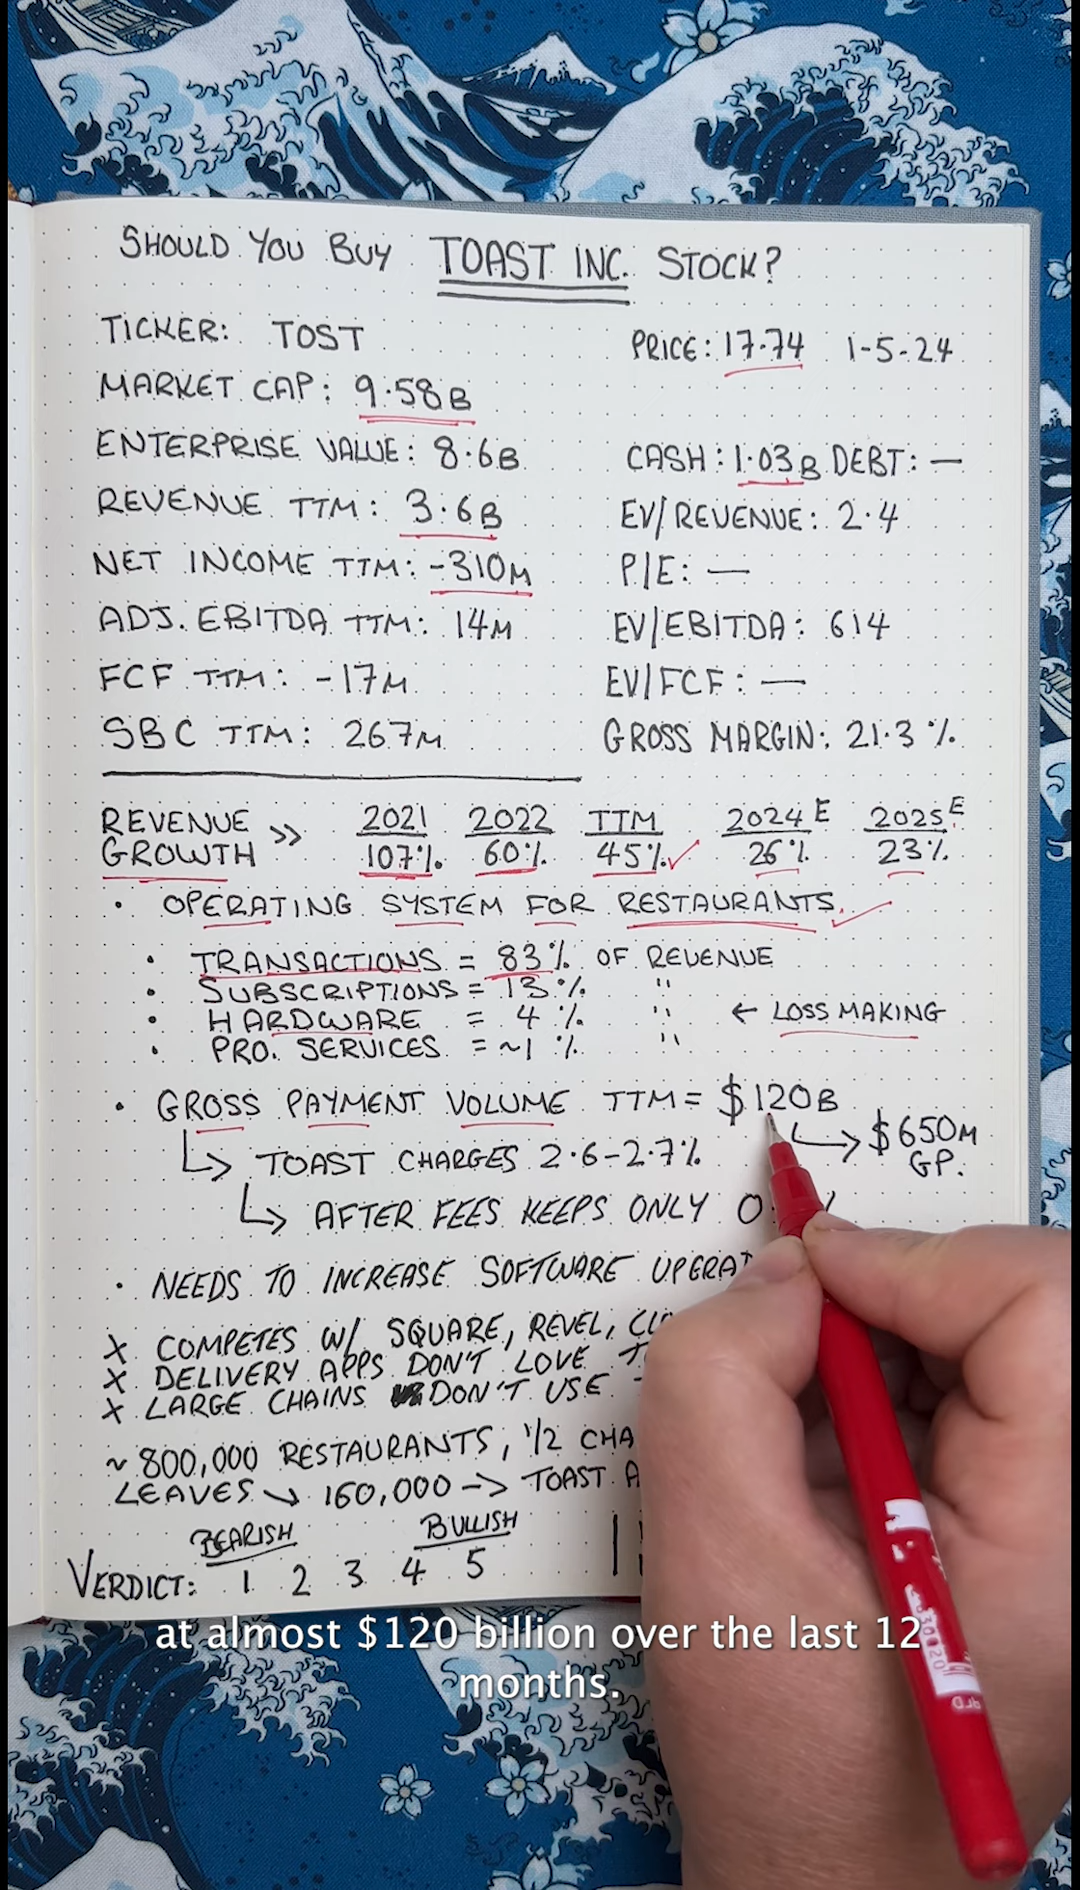 SHOULD YOU BUY TOAST INC. STOCK?
TICKER: TOST PRICE: 17.74 1-5-24
MARKET CAP: 9.58B
ENTERPRISE VALUE: 8.6B CASH: 1.03B DEBT: —
REVENUE TTM: 3.6B EV/REVENUE: 2.4
NET INCOME TTM: -310M P/E: —
ADJ. EBITDA TTM: 14M EV/EBITDA: 614
FCF TTM: -17M EV/FCF: —
SBC TTM: 267M GROSS MARGIN: 21.3%
REVENUE >> 2021 2022 TTM 2024E 2025E
GROWTH 107%. 60%. 45%. 26% 23%
• OPERATING SYSTEM FOR RESTAURANTS.
• TRANSACTIONS = 83% OF REVENUE
• SUBSCRIPTIONS = 13% "
• HARDWARE = 4% " ← LOSS MAKING
• PRO. SERVICES = ~1% "
• GROSS PAYMENT VOLUME TTM = $120B
↳ $650M GP.
↳ TOAST CHARGES 2.6-2.7%
↳ AFTER FEES KEEPS ONLY
• NEEDS TO INCREASE SOFTWARE
X COMPETES W/ SQUARE, REVEL,
X DELIVERY APPS DON'T LOVE
X LARGE CHAINS DON'T USE
~800,000 RESTAURANTS, 1/2
LEAVES ↘ 160,000 -> TOAST
BEARISH BULLISH
VERDICT: 1 2 3 4 5
at almost $120 billion over the last 12
months.